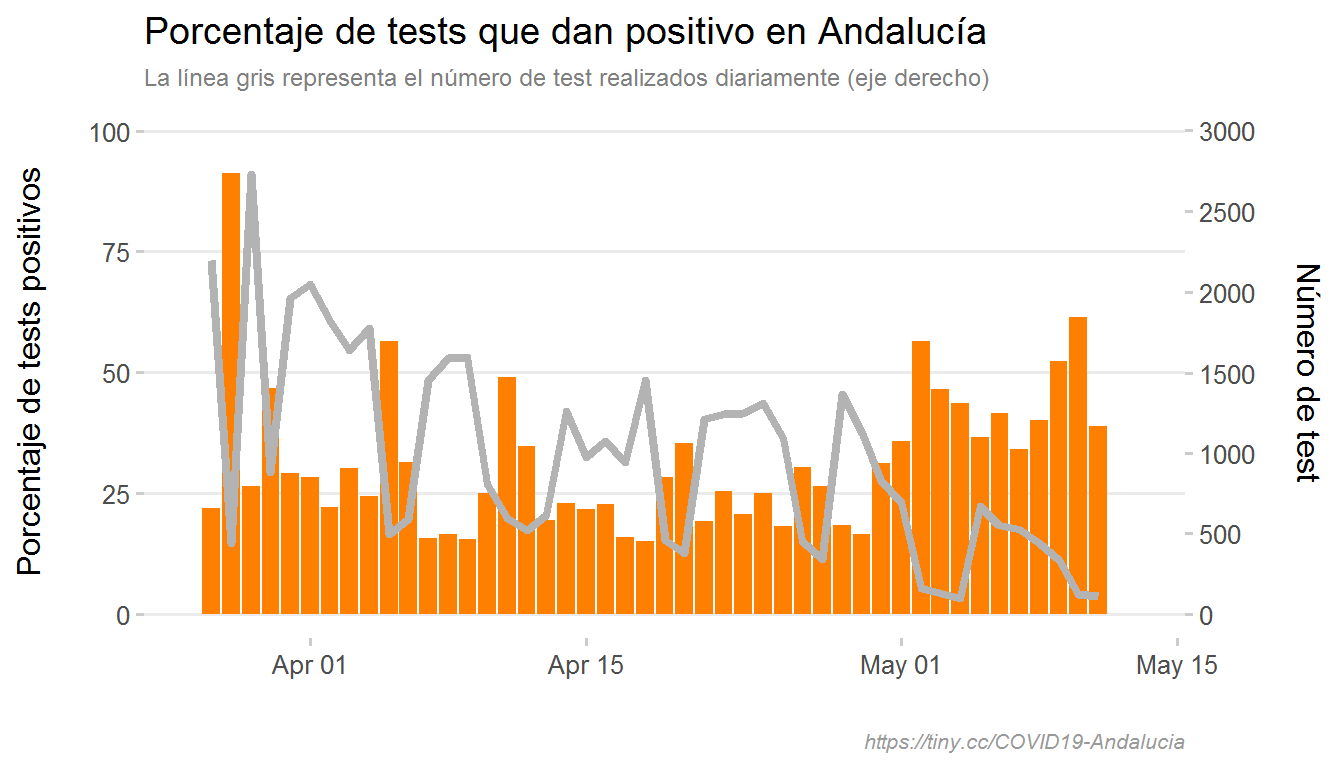 Porcentaje de tests que dan positivo en Andalucía
La línea gris representa el número de test realizados diariamente (eje derecho)
Porcentaje de tests positivos
100
75
50
25
0
3000
2500
2000
1500
1000
500
0
Número de test
Apr 01
Apr 15
May 01
May 15
https://tiny.cc/COVID19-Andalucia